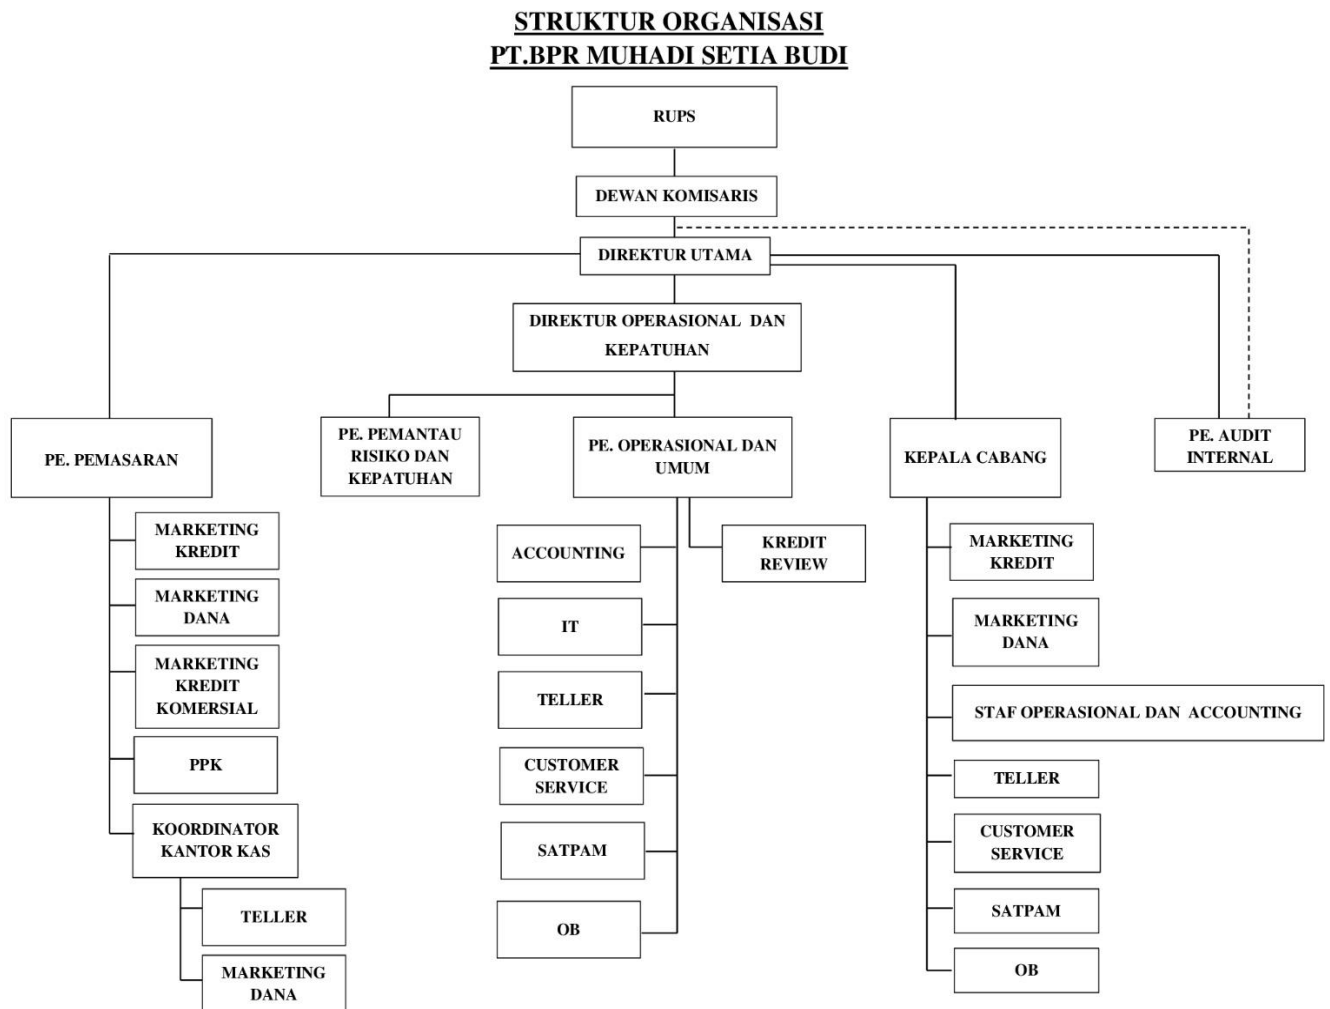 STRUKTUR ORGANISASI
PT.BPR MUHADI SETIA BUDI
RUPS
DEWAN KOMISARIS
DIREKTUR UTAMA
DIREKTUR OPERASIONAL DAN
KEPATUHAN
PE. PEMASARAN
PE. PEMANTAU
RISIKO DAN
KEPATUHAN
PE. OPERASIONAL DAN
UMUM
KEPALA CABANG
PE. AUDIT
INTERNAL
MARKETING
KREDIT
MARKETING
DANA
MARKETING
KREDIT
KOMERSIAL
PPK
KOORDINATOR
KANTOR KAS
TELLER
MARKETING
DANA
ACCOUNTING
IT
TELLER
CUSTOMER
SERVICE
SATPAM
OB
KREDIT
REVIEW
MARKETING
KREDIT
MARKETING
DANA
STAF OPERASIONAL DAN ACCOUNTING
TELLER
CUSTOMER
SERVICE
SATPAM
OB